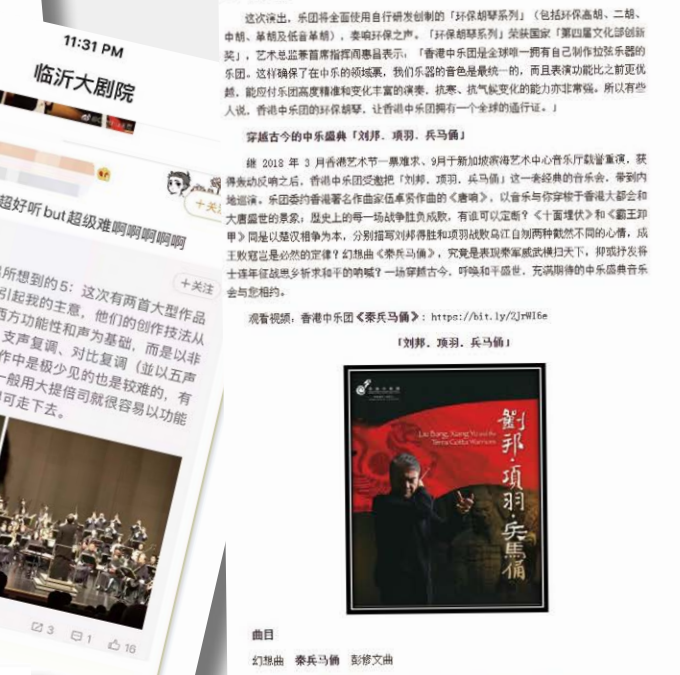 11:31 PM
临沂大剧院
+关
超好听but超级难啊啊啊啊啊
+关注
所想到的5：这次有两首大型作品
引起我的主意，他们的创作技法从
西方功能性和声为基础，而是以非
支声复调、对比复调（並以五声
作中是极少见的也是较难的，有
一般用大提倍司就很容易以功能
可走下去。
3 1 16
这次演出，乐团将全面使用自行研发创制的「环保胡琴系列」（包括环保高胡、二胡、
中胡、革胡及低音革胡），奏响环保之声。「环保胡琴系列」荣获国家「第四届文化部创新
奖」，艺术总监兼首席指挥阎惠昌表示：「香港中乐团是全球唯一拥有自己制作拉弦乐器的
乐团。这样确保了在中乐的领域裏，我们乐器的音色是最统一的，而且表演功能比之前更优
越，能应付乐团高度精准和变化丰富的演奏，抗寒、抗气候变化的能力亦非常强。所以有些
人说，香港中乐团的环保胡琴，让香港中乐团拥有一个全球的通行证。」
穿越古今的中乐盛典「刘邦．项羽．兵马俑」
继 2018 年 3 月香港艺术节一票难求、9月于新加坡滨海艺术中心音乐厅载誉重演，获
得轰动反响之后，香港中乐团受邀把「刘邦．项羽．兵马俑」这一套经典的音乐会，带到内
地巡演，乐团委约香港著名作曲家伍卓贤作曲的《唐响》，以音乐与你穿梭于香港大都会和
大唐盛世的景象；历史上的每一场战争胜负成败，有谁可以定断？《十面埋伏》和《霸王卸
甲》同是以楚汉相争为本，分别描写刘邦得胜和项羽战败乌江自刎两种截然不同的心情，成
王败寇岂是必然的定律？幻想曲《秦兵马俑》，究竟是表现秦军威武横扫天下，抑或抒发将
士连年征战思乡祈求和平的呐喊？一场穿越古今，呼唤和平盛世，充满期待的中乐盛典音乐
会与您相约。
观看视频：香港中乐团《秦兵马俑》：https://bit.ly/2JrWI6e
「刘邦．项羽．兵马俑」
Liu Bang, Xiang Yu and the
Terra Cotta Warriors
劉邦·項羽·兵馬俑
曲目
幻想曲 秦兵马俑 彭修文曲